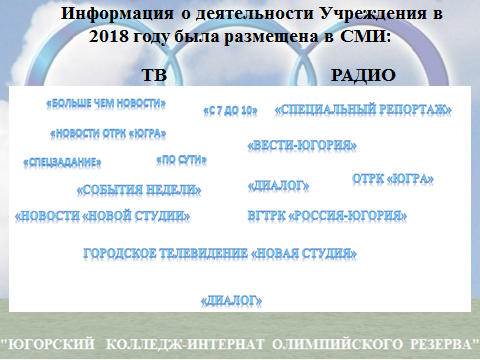 Информация о деятельности Учреждения в
2018 году была размещена в СМИ:
ТВ РАДИО
«БОЛЬШЕ ЧЕМ НОВОСТИ» «С 7 ДО 10» «СПЕЦИАЛЬНЫЙ РЕПОРТАЖ»
«НОВОСТИ ОТРК «ЮГРА»
«ВЕСТИ-ЮГОРИЯ»
«СПЕЦЗАДАНИЕ» «ПО СУТИ»
«СОБЫТИЯ НЕДЕЛИ» «ДИАЛОГ» ОТРК «ЮГРА»
«НОВОСТИ «НОВОЙ СТУДИИ» ВГТРК «РОССИЯ-ЮГОРИЯ»
ГОРОДСКОЕ ТЕЛЕВИДЕНИЕ «НОВАЯ СТУДИЯ»
«ДИАЛОГ»
"ЮГОРСКИЙ КОЛЛЕДЖ-ИНТЕРНАТ ОЛИМПИЙСКОГО РЕЗЕРВА"